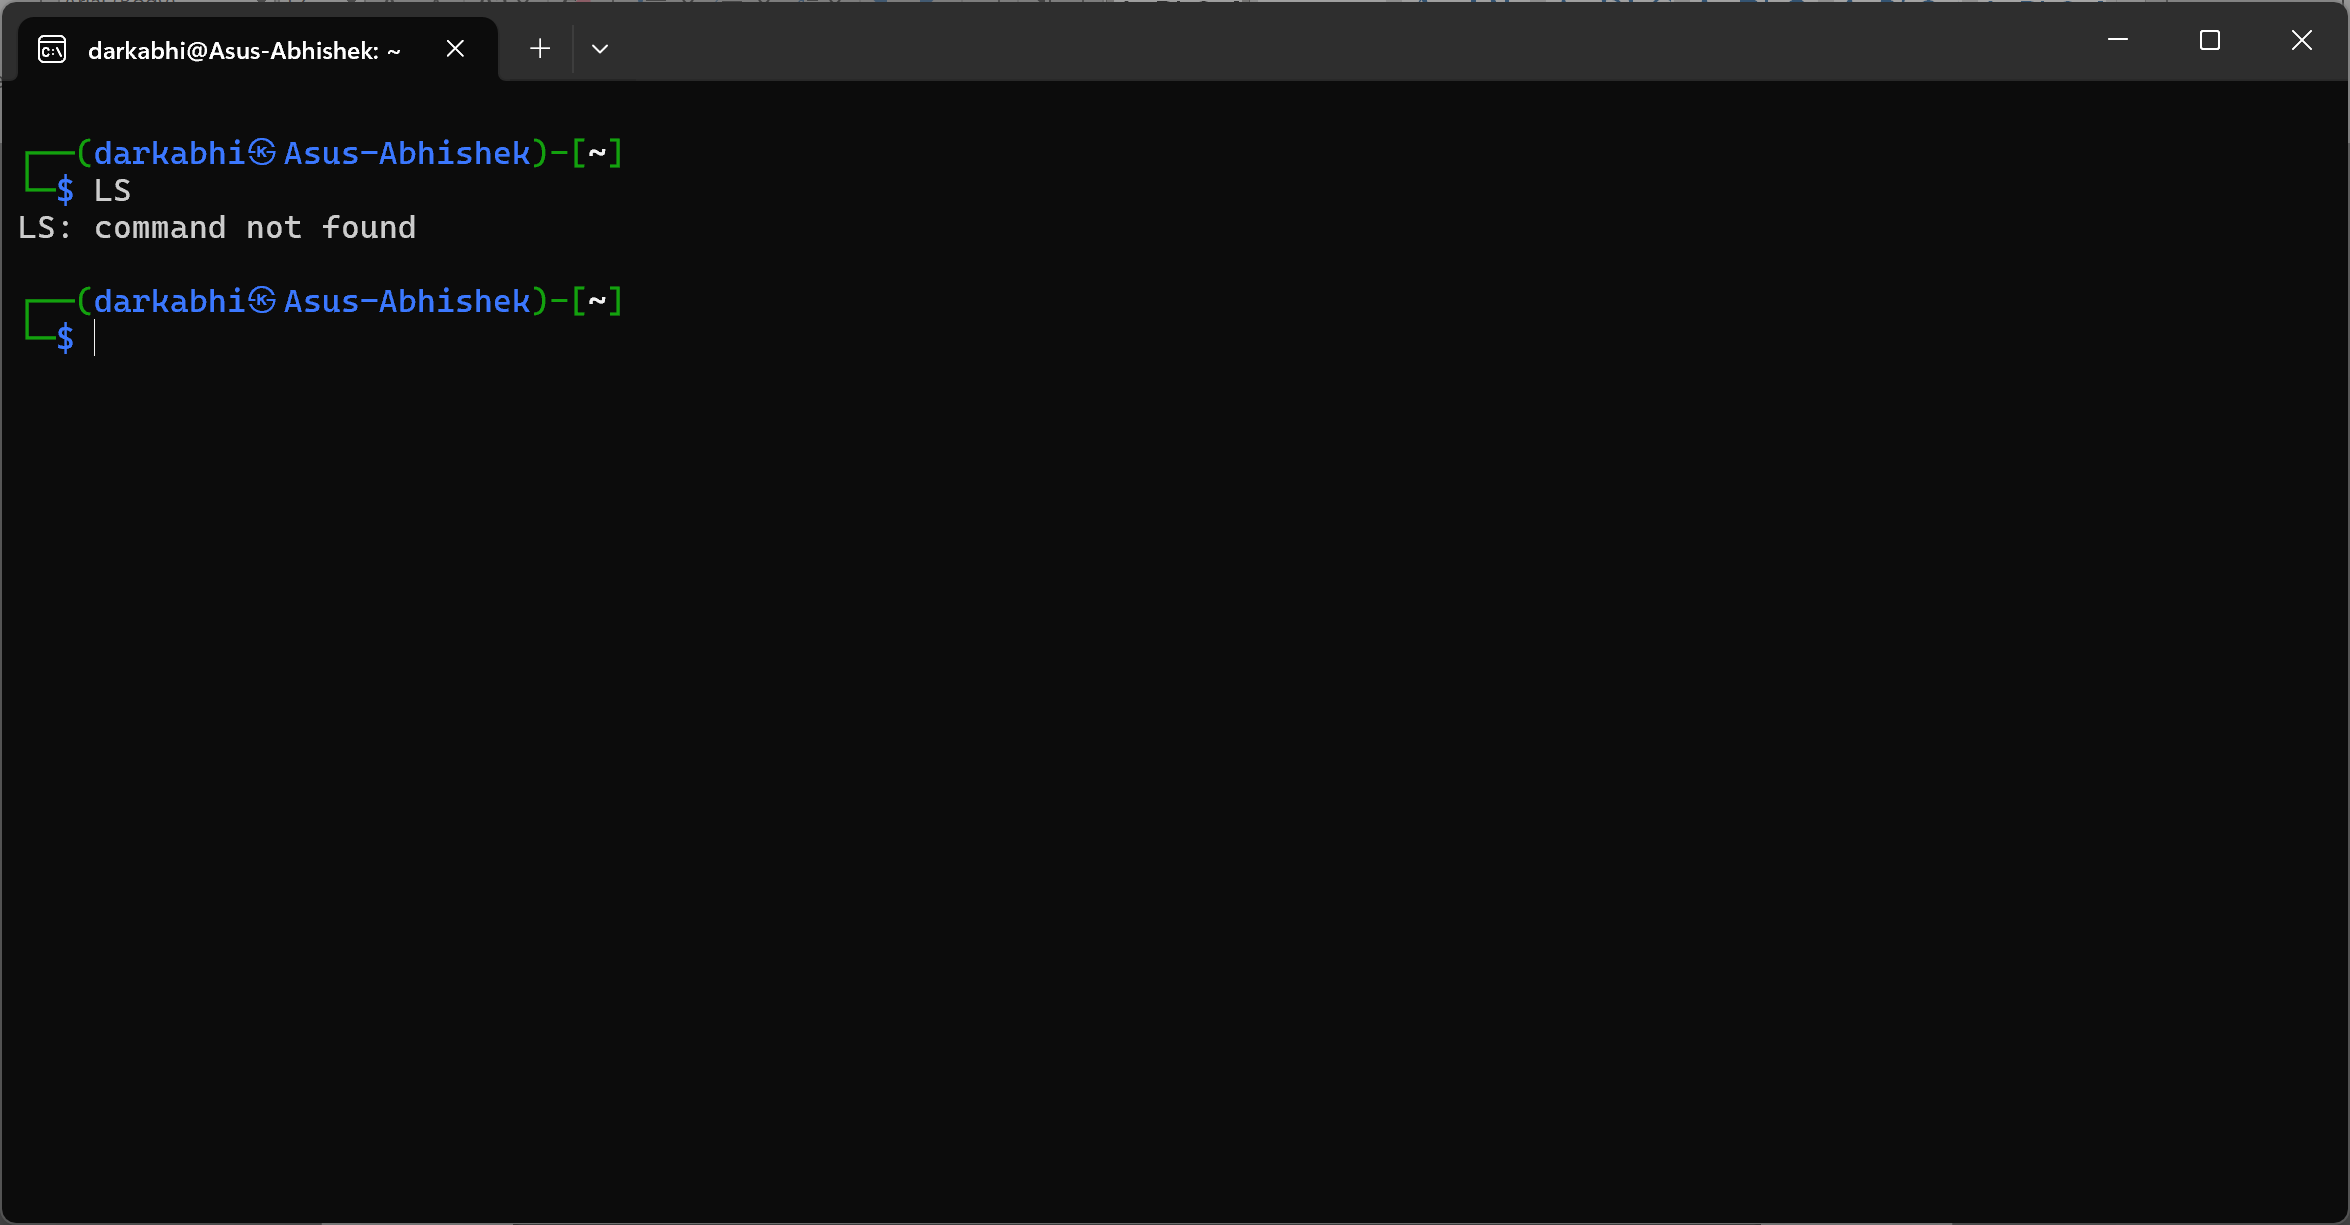 darkabhi@Asus-Abhishek: ~
┌──(darkabhi㉿Asus-Abhishek)-[~]
└─$ LS
LS: command not found
┌──(darkabhi㉿Asus-Abhishek)-[~]
└─$